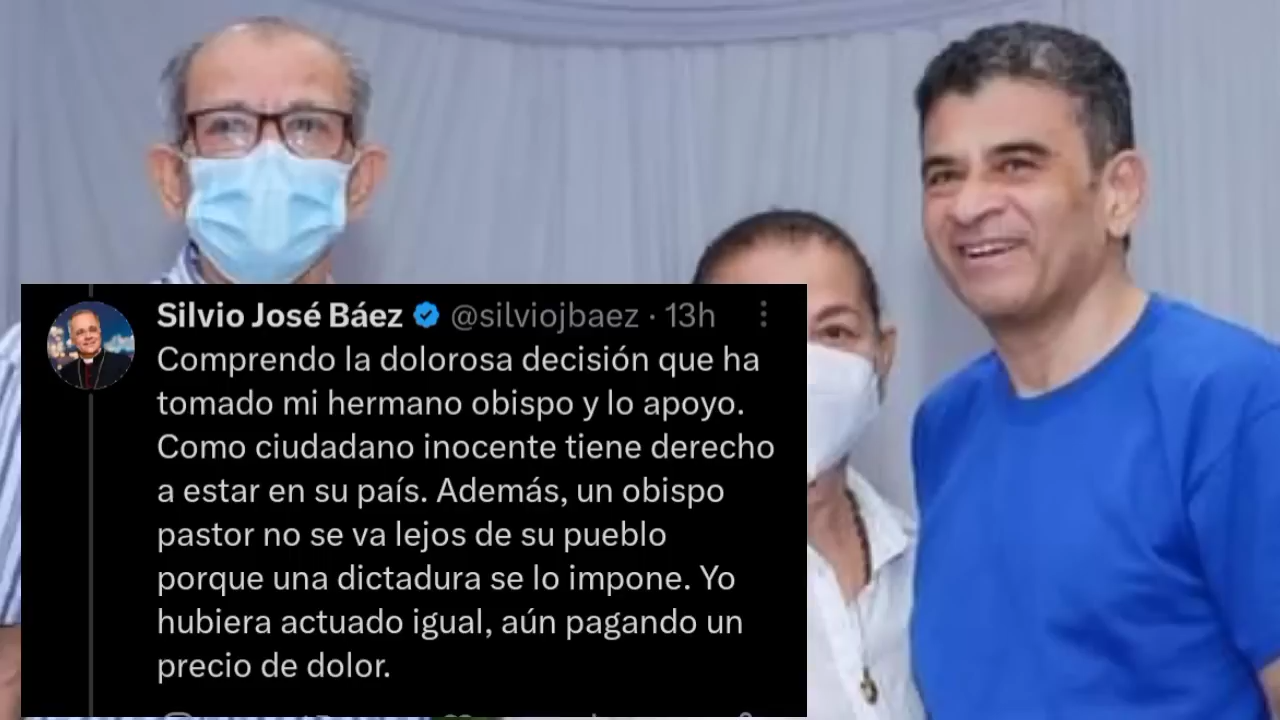 Silvio José Báez @silviojbaez · 13h
Comprendo la dolorosa decisión que ha
tomado mi hermano obispo y lo apoyo.
Como ciudadano inocente tiene derecho
a estar en su país. Además, un obispo
pastor no se va lejos de su pueblo
porque una dictadura se lo impone. Yo
hubiera actuado igual, aún pagando un
precio de dolor.